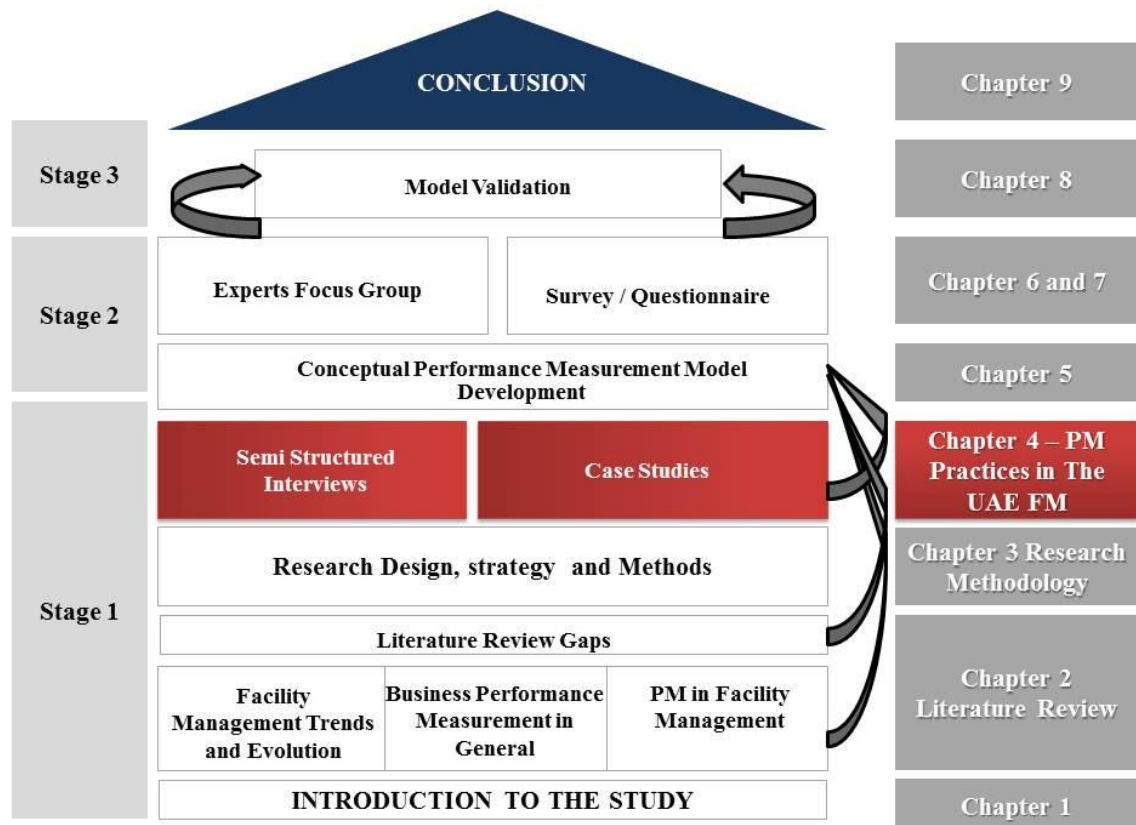 CONCLUSION
Chapter 9
Stage 3
Model Validation
Chapter 8
Stage 2
Experts Focus Group
Survey / Questionnaire
Chapter 6 and 7
Conceptual Performance Measurement Model
Development
Chapter 5
Stage 1
Semi Structured
Interviews
Case Studies
Chapter 4 – PM
Practices in The
UAE FM
Research Design, strategy and Methods
Chapter 3 Research
Methodology
Literature Review Gaps
Facility
Management Trends
and Evolution
Business Performance
Measurement in
General
PM in Facility
Management
Chapter 2
Literature Review
INTRODUCTION TO THE STUDY
Chapter 1